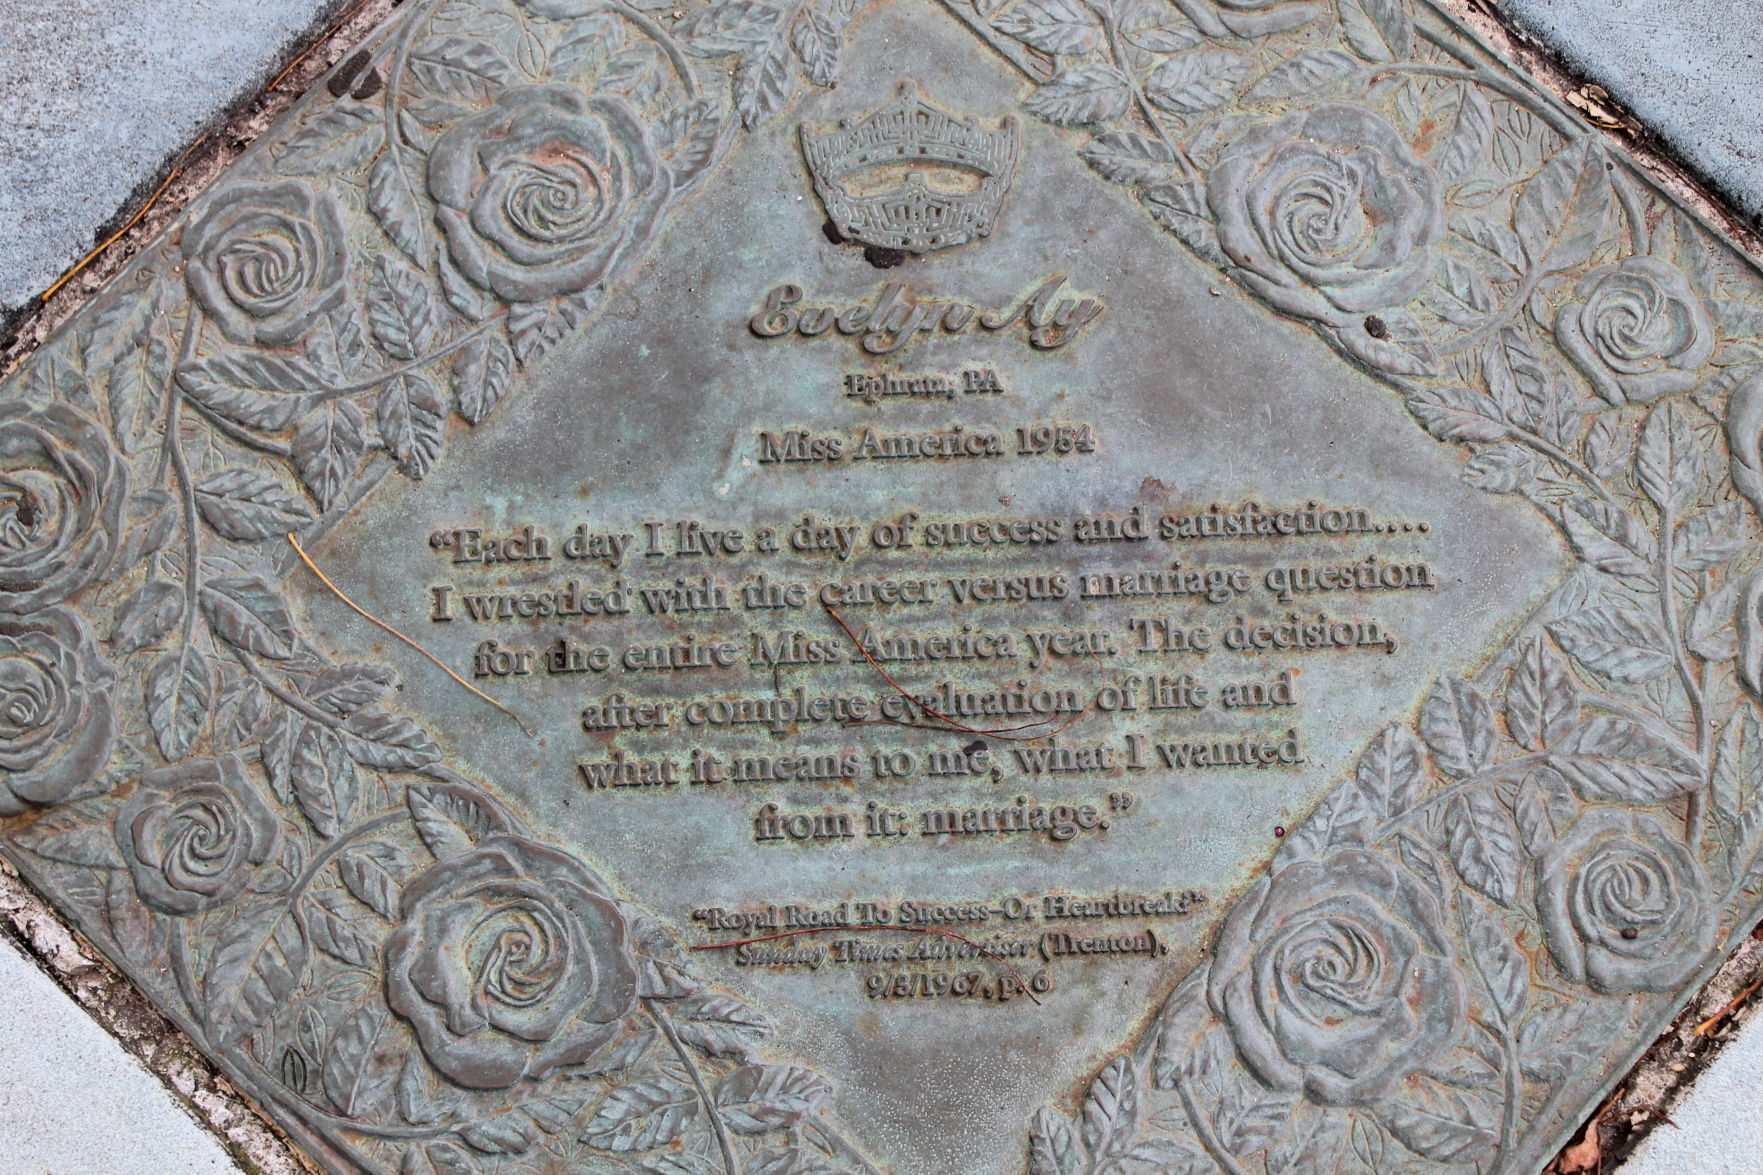 Evelyn Ay
Ephrata, PA
Miss America 1954
“Each day I live a day of success and satisfaction....
I wrestled with the career versus marriage question
for the entire Miss America year. The decision,
after complete evaluation of life and
what it means to me, what I wanted
from it: marriage.”
“Royal Road To Success–Or Heartbreak”
Sunday Times Advertiser (Trenton),
9/3/1967, p. 6